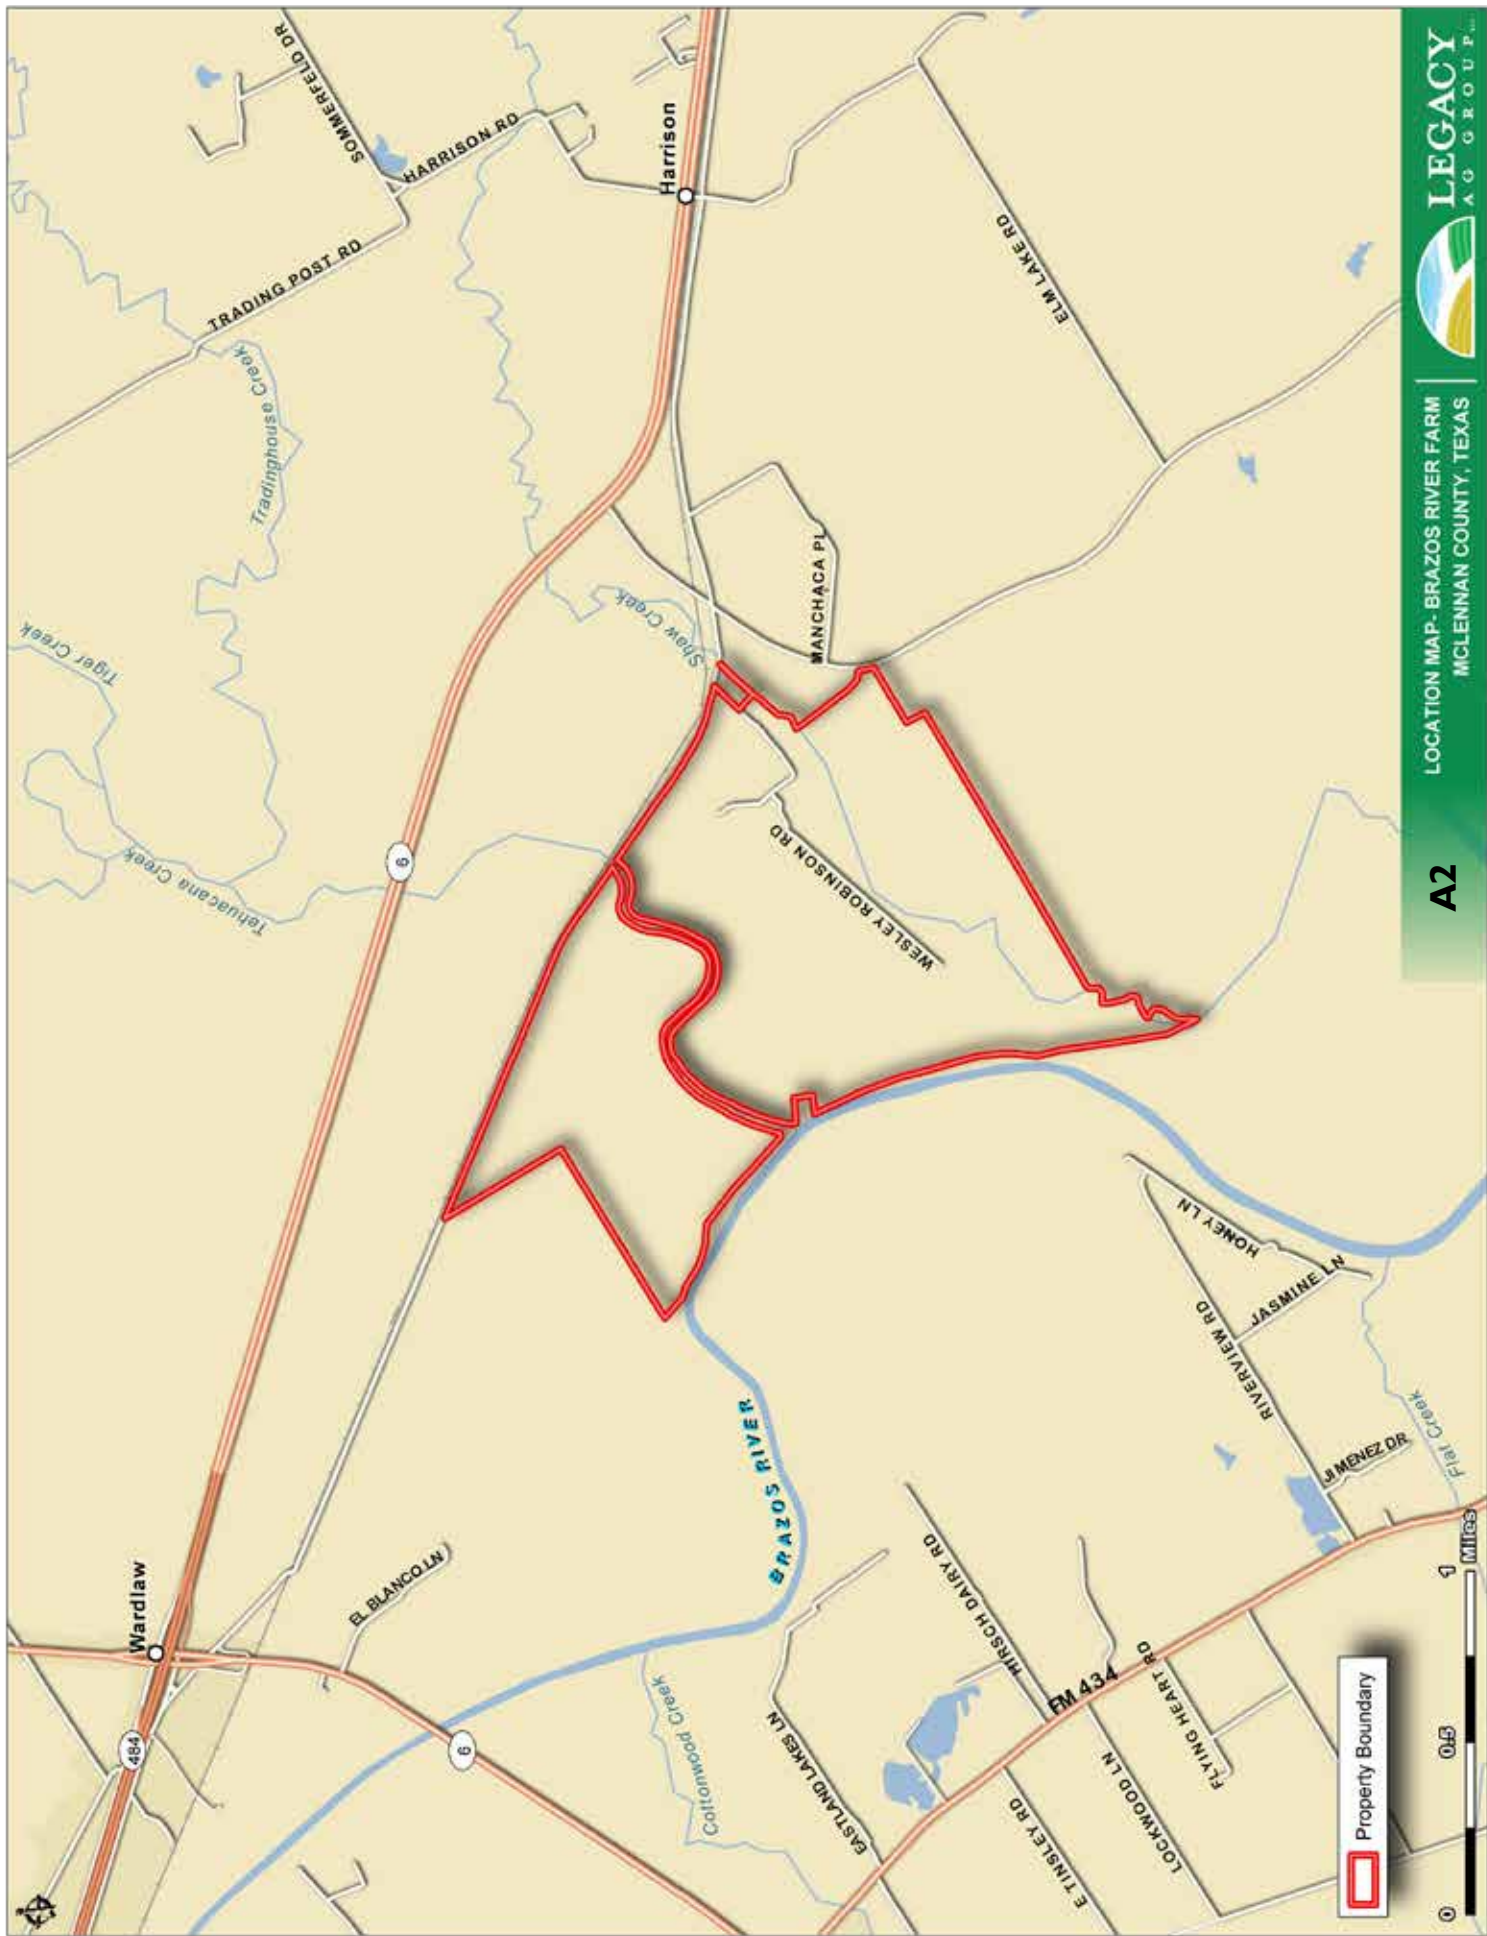 Wardlaw
484
6
6
EL BLANCO LN
Tiger Creek
Tehuacana Creek
Tradinghouse Creek
TRADING POST RD
SOMMERFELD DR
HARRISON RD
Harrison
Shaw Creek
MANCHACA PL
ELM LAKE RD
WESLEY ROBINSON RD
BRAZOS RIVER
Cottonwood Creek
EASTLAND LAKES LN
HIRSCH DAIRY RD
FM 434
E TINSLEY RD
LOCKWOOD LN
FLYING HEART RD
RIVERVIEW RD
HONEY LN
JASMINE LN
JIMENEZ DR
Flat Creek
Property Boundary
0 0.5 1
Miles
A2
LOCATION MAP- BRAZOS RIVER FARM
MCLENNAN COUNTY, TEXAS
LEGACY
AG GROUP